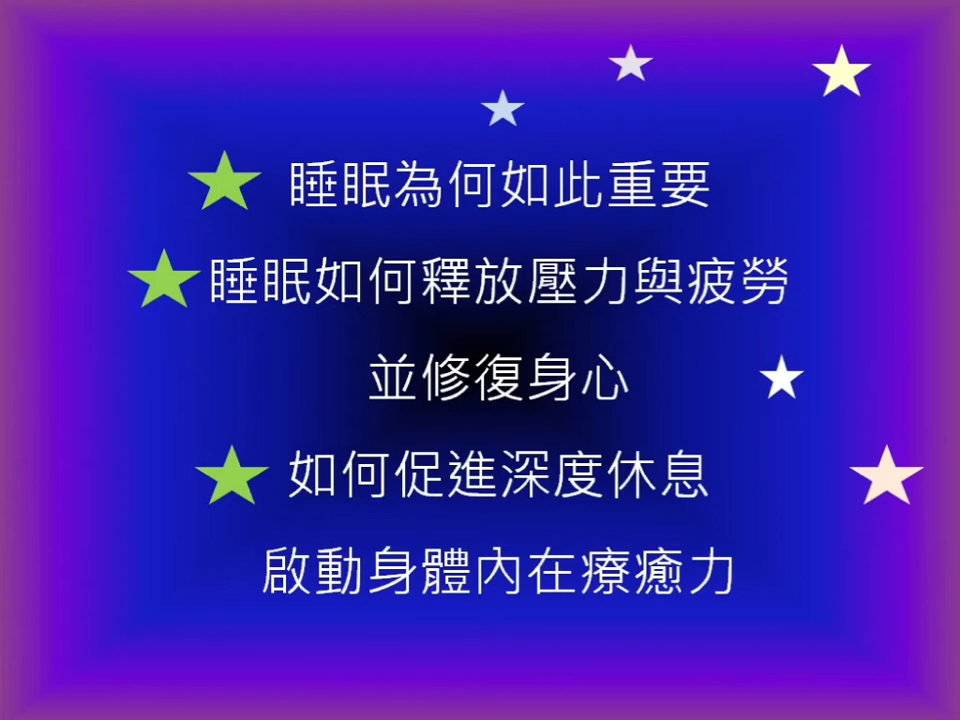 睡眠為何如此重要
睡眠如何釋放壓力與疲勞
並修復身心
如何促進深度休息
啟動身體內在療癒力